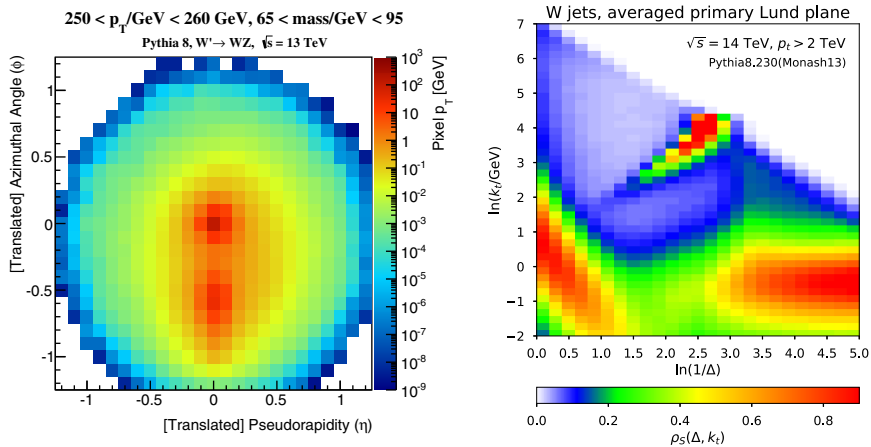 250 < p_T/GeV < 260 GeV, 65 < mass/GeV < 95
Pythia 8, W' → WZ, √s = 13 TeV
[Translated] Azimuthal Angle (ϕ)
1
0.5
0
-0.5
-1
-1
-0.5
0
0.5
1
[Translated] Pseudorapidity (η)
10^3
10^2
10
1
10^-1
10^-2
10^-3
10^-4
10^-5
10^-6
10^-7
10^-8
10^-9
Pixel p_T [GeV]
W jets, averaged primary Lund plane
√s = 14 TeV, p_t > 2 TeV
Pythia8.230(Monash13)
ln(k_t/GeV)
7
6
5
4
3
2
1
0
−1
−2
0.0 0.5 1.0 1.5 2.0 2.5 3.0 3.5 4.0 4.5 5.0
ln(1/Δ)
0.0 0.2 0.4 0.6 0.8
ρ_S(Δ, k_t)